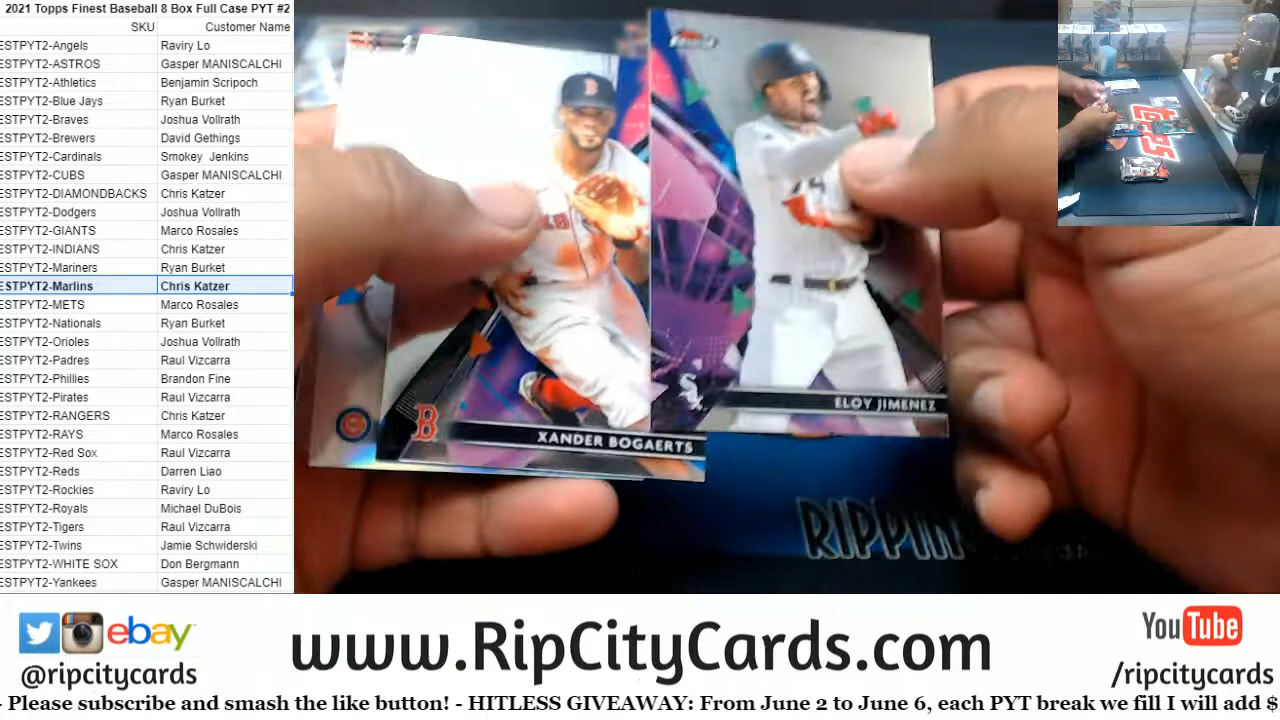 2021 Topps Finest Baseball 8 Box Full Case PYT #2
SKU Customer Name
ESTPYT2-Angels Raviry Lo
ESTPYT2-ASTROS Gasper MANISCALCHI
ESTPYT2-Athletics Benjamin Scripoch
ESTPYT2-Blue Jays Ryan Burket
ESTPYT2-Braves Joshua Vollrath
ESTPYT2-Brewers David Gethings
ESTPYT2-Cardinals Smokey Jenkins
ESTPYT2-CUBS Gasper MANISCALCHI
ESTPYT2-DIAMONDBACKS Chris Katzer
ESTPYT2-Dodgers Joshua Vollrath
ESTPYT2-GIANTS Marco Rosales
ESTPYT2-INDIANS Chris Katzer
ESTPYT2-Mariners Ryan Burket
ESTPYT2-Marlins Chris Katzer
ESTPYT2-METS Marco Rosales
ESTPYT2-Nationals Ryan Burket
ESTPYT2-Orioles Joshua Vollrath
ESTPYT2-Padres Raul Vizcarra
ESTPYT2-Phillies Brandon Fine
ESTPYT2-Pirates Raul Vizcarra
ESTPYT2-RANGERS Chris Katzer
ESTPYT2-RAYS Marco Rosales
ESTPYT2-Red Sox Raul Vizcarra
ESTPYT2-Reds Darren Liao
ESTPYT2-Rockies Raviry Lo
ESTPYT2-Royals Michael DuBois
ESTPYT2-Tigers Raul Vizcarra
ESTPYT2-Twins Jamie Schwiderski
ESTPYT2-WHITE SOX Don Bergmann
ESTPYT2-Yankees Gasper MANISCALCHI
B XANDER BOGAERTS
ELOY JIMENEZ
RIPPIN
ebay
@ripcitycards
www.RipCityCards.com
YouTube
/ripcitycards
- Please subscribe and smash the like button! - HITLESS GIVEAWAY: From June 2 to June 6, each PYT break we fill I will add $